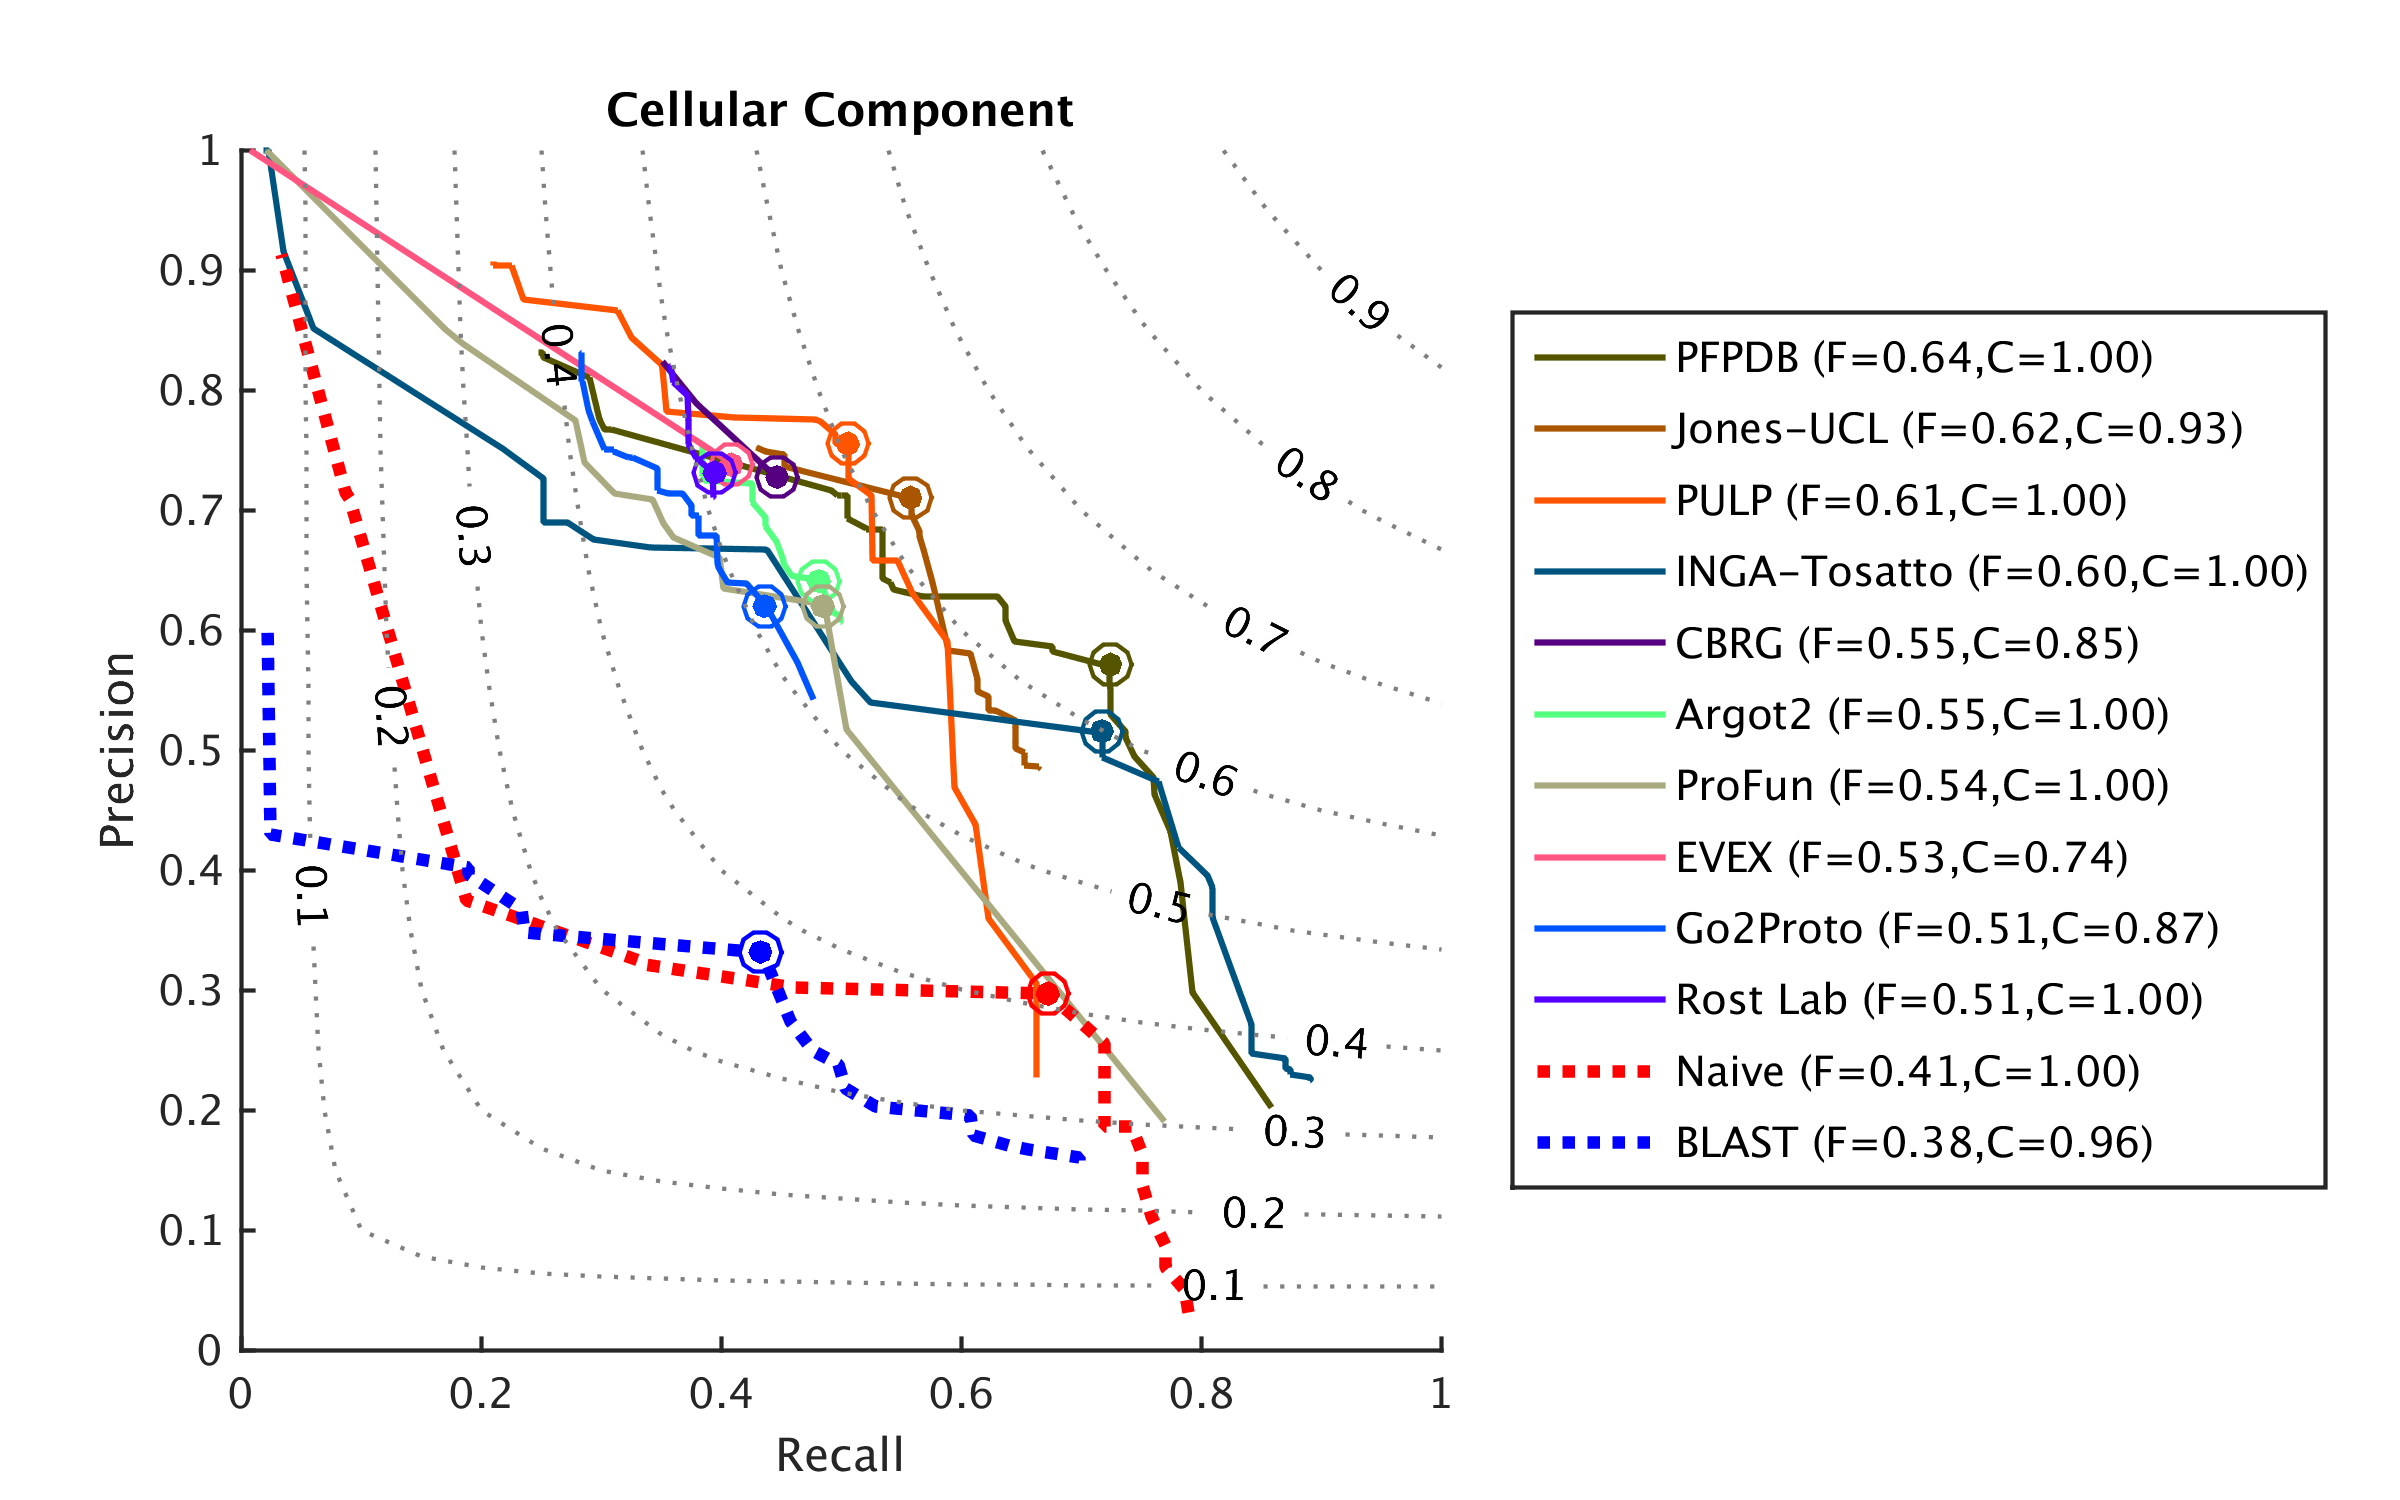 Cellular Component
1
0.9
0.8
0.7
0.6
0.5
0.4
0.3
0.2
0.1
0
0 0.2 0.4 0.6 0.8 1
Precision
Recall
0.9
0.8
0.7
0.6
0.5
0.4
0.3
0.2
0.1
0.4
0.3
0.2
0.1
PFPDB (F=0.64,C=1.00)
Jones-UCL (F=0.62,C=0.93)
PULP (F=0.61,C=1.00)
INGA-Tosatto (F=0.60,C=1.00)
CBRG (F=0.55,C=0.85)
Argot2 (F=0.55,C=1.00)
ProFun (F=0.54,C=1.00)
EVEX (F=0.53,C=0.74)
Go2Proto (F=0.51,C=0.87)
Rost Lab (F=0.51,C=1.00)
Naive (F=0.41,C=1.00)
BLAST (F=0.38,C=0.96)